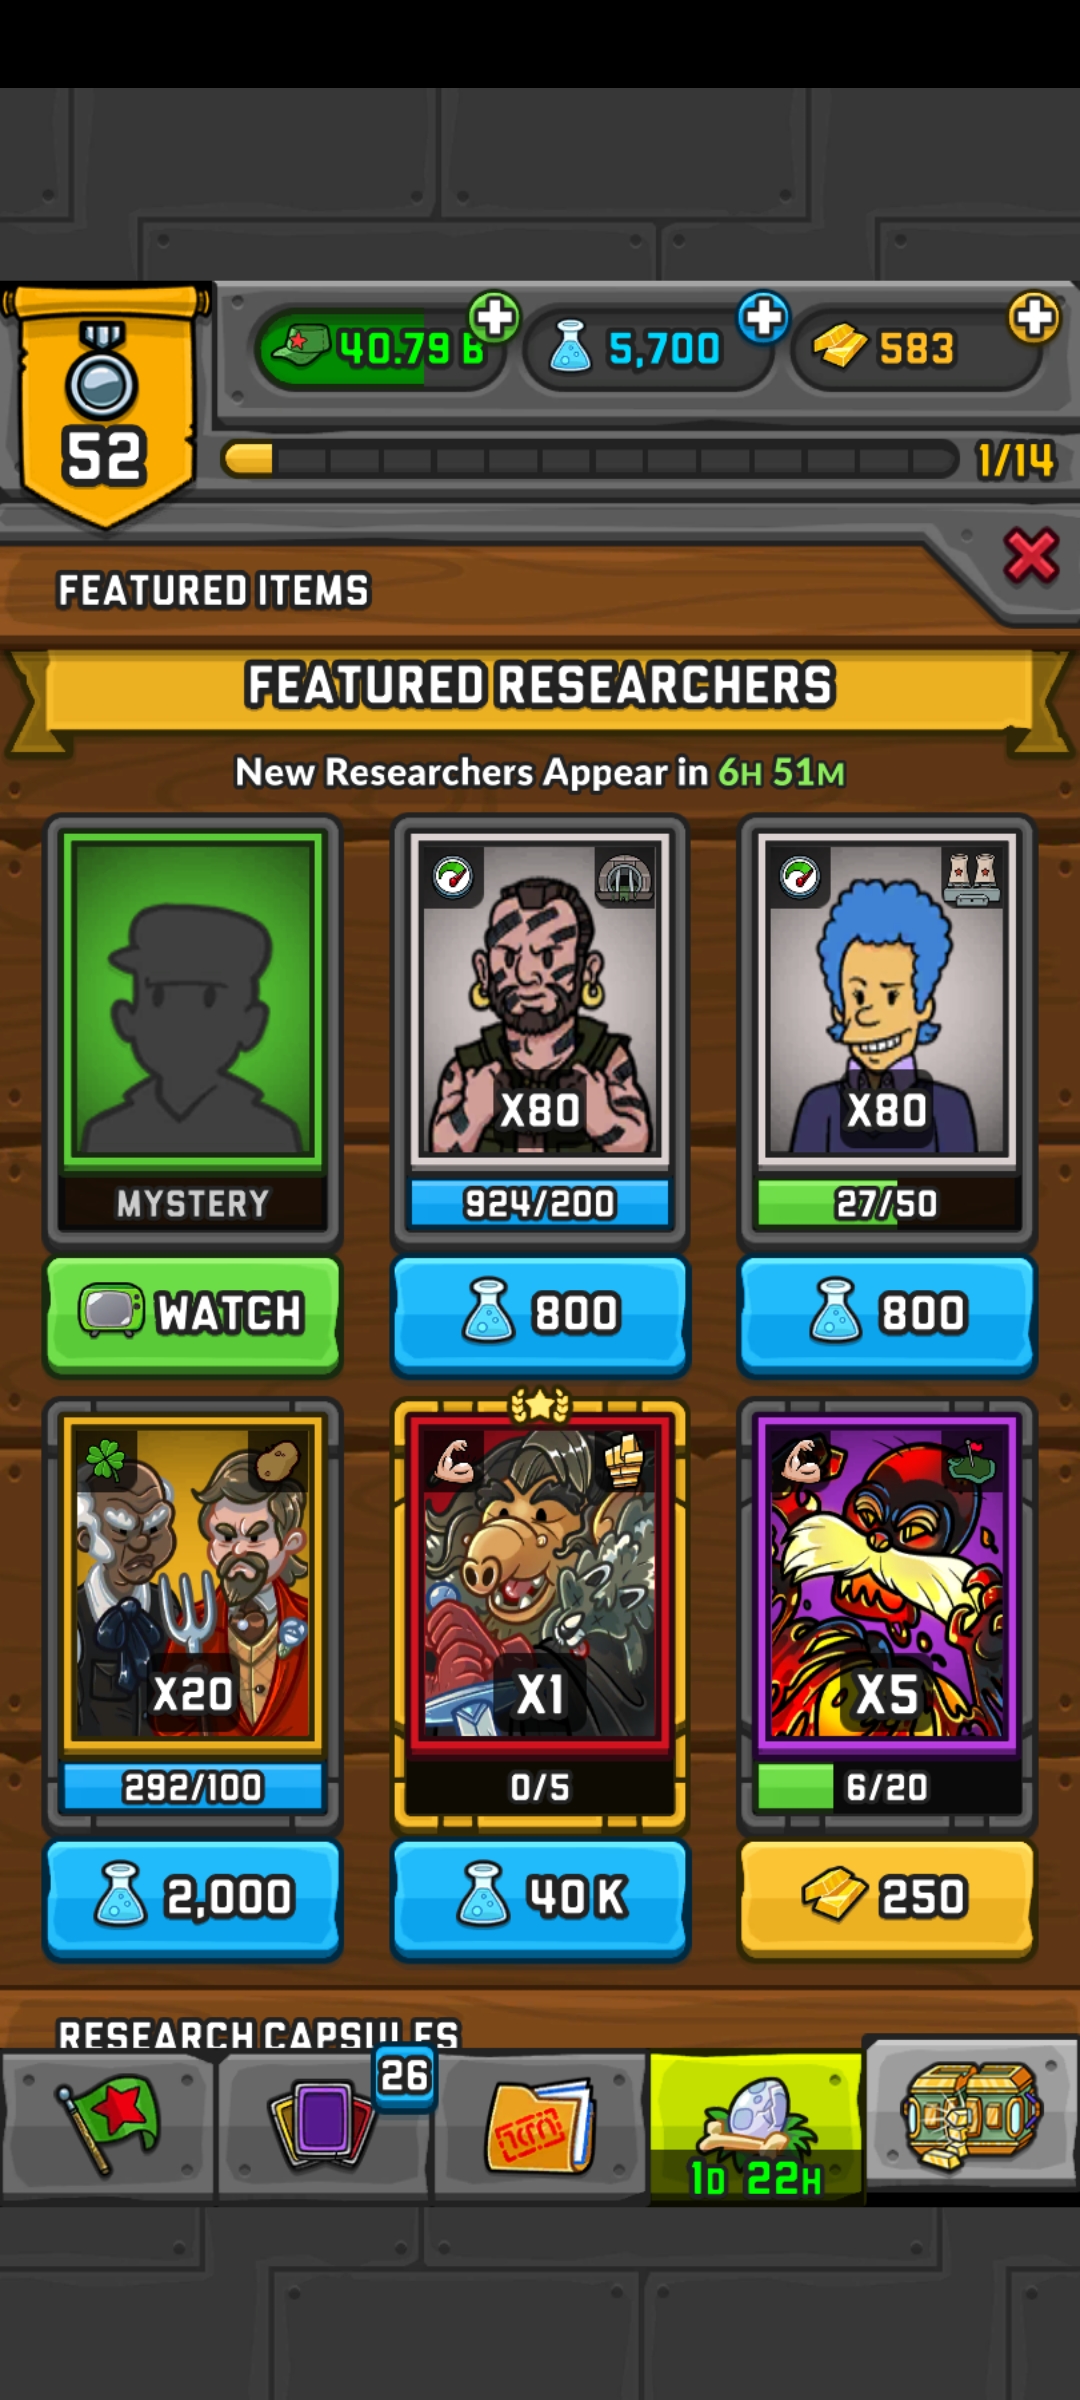 40.79 B
5,700
583
52
1/14
FEATURED ITEMS
FEATURED RESEARCHERS
New Researchers Appear in 6H 51M
X80
X80
MYSTERY
924/200
27/50
WATCH
800
800
X20
X1
X5
292/100
0/5
6/20
2,000
40 K
250
RESEARCH CAPSULES
26
1D 22H